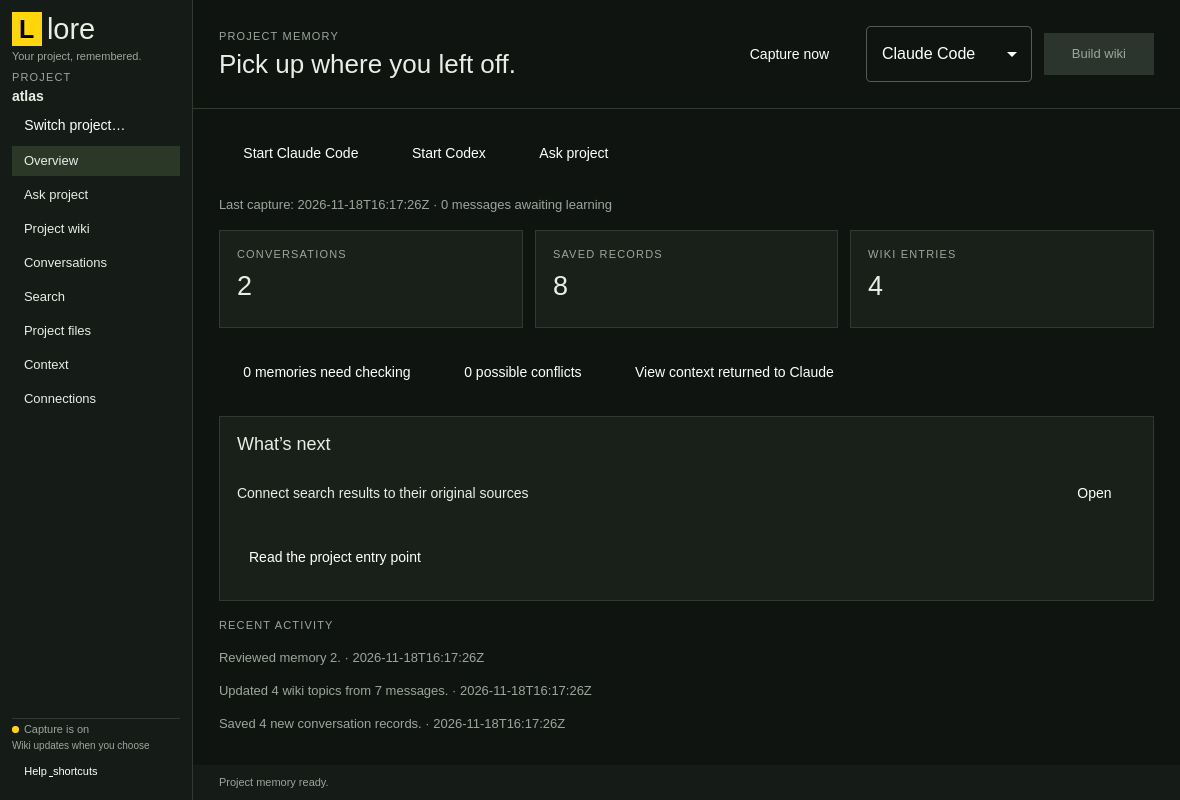 L lore
Your project, remembered.
PROJECT
atlas
Switch project…
Overview
Ask project
Project wiki
Conversations
Search
Project files
Context
Connections
Capture is on
Wiki updates when you choose
Help _shortcuts
PROJECT MEMORY
Pick up where you left off.
Capture now
Claude Code
Build wiki
Start Claude Code
Start Codex
Ask project
Last capture: 2026-11-18T16:17:26Z · 0 messages awaiting learning
CONVERSATIONS
2
SAVED RECORDS
8
WIKI ENTRIES
4
0 memories need checking
0 possible conflicts
View context returned to Claude
What’s next
Connect search results to their original sources
Open
Read the project entry point
RECENT ACTIVITY
Reviewed memory 2. · 2026-11-18T16:17:26Z
Updated 4 wiki topics from 7 messages. · 2026-11-18T16:17:26Z
Saved 4 new conversation records. · 2026-11-18T16:17:26Z
Project memory ready.